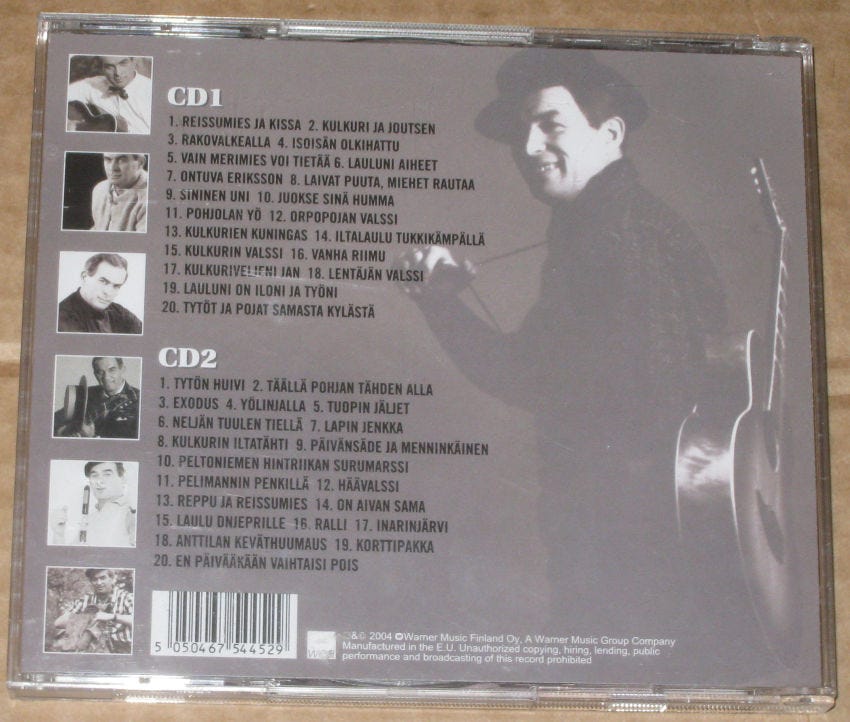 CD1
1. REISSUMIES JA KISSA 2. KULKURI JA JOUTSEN
3. RAKOVALKEALLA 4. ISOISÄN OLKIHATTU
5. VAIN MERIMIES VOI TIETÄÄ 6. LAULUNI AIHEET
7. ONTUVA ERIKSSON 8. LAIVAT PUUTA, MIEHET RAUTAA
9. SININEN UNI 10. JUOKSE SINÄ HUMMA
11. POHJOLAN YÖ 12. ORPOPOJAN VALSSI
13. KULKURIEN KUNINGAS 14. ILTALAULU TUKKIKÄMPÄLLÄ
15. KULKURIN VALSSI 16. VANHA RIIMU
17. KULKURIVELJENI JAN 18. LENTÄJÄN VALSSI
19. LAULUNI ON ILONI JA TYÖNI
20. TYTÖT JA POJAT SAMASTA KYLÄSTÄ
CD2
1. TYTÖN HUIVI 2. TÄÄLLÄ POHJAN TÄHDEN ALLA
3. EXODUS 4. YÖLINJALLA 5. TUOPIN JÄLJET
6. NELJÄN TUULEN TIELLÄ 7. LAPIN JENKKA
8. KULKURIN ILTATÄHTI 9. PÄIVÄNSÄDE JA MENNINKÄINEN
10. PELTONIEMEN HINTRIIKAN SURUMARSSI
11. PELIMANNIN PENKILLÄ 12. HÄÄVALSSI
13. REPPU JA REISSUMIES 14. ON AIVAN SAMA
15. LAULU DNJEPRILLE 16. RALLI 17. INARINJÄRVI
18. ANTTILAN KEVÄTHUUMAUS 19. KORTTIPAKKA
20. EN PÄIVÄÄKÄÄN VAIHTAISI POIS
5 050467 544529
℗&© 2004 Warner Music Finland Oy, A Warner Music Group Company
Manufactured in the E.U. Unauthorized copying, hiring, lending, public
performance and broadcasting of this record prohibited